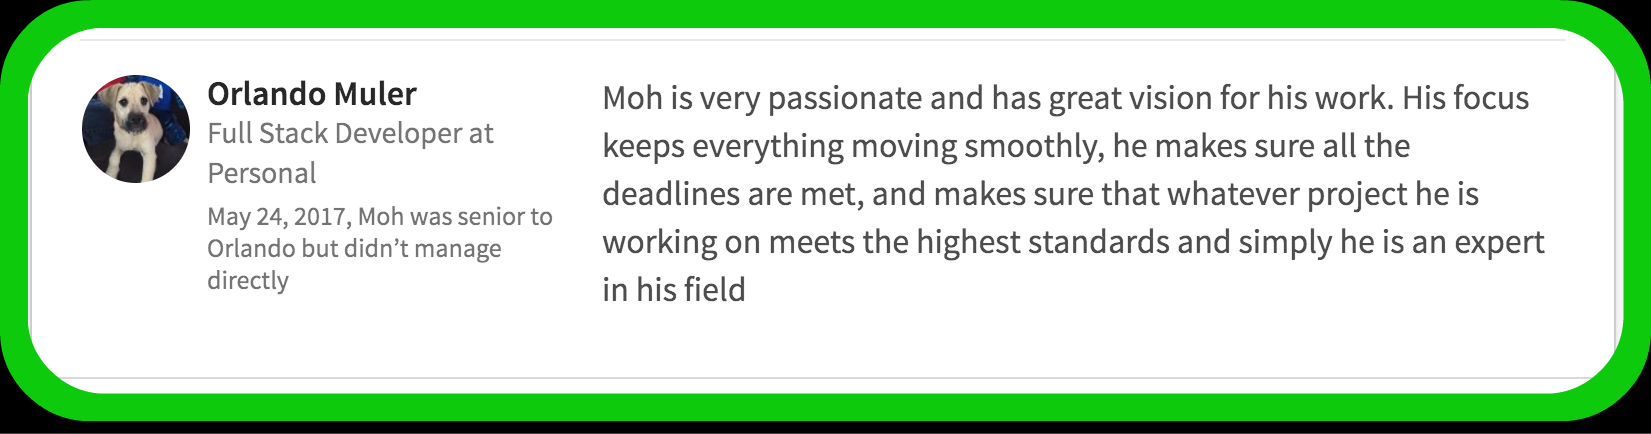 Orlando Muler
Full Stack Developer at
Personal
May 24, 2017, Moh was senior to
Orlando but didn’t manage
directly
Moh is very passionate and has great vision for his work. His focus
keeps everything moving smoothly, he makes sure all the
deadlines are met, and makes sure that whatever project he is
working on meets the highest standards and simply he is an expert
in his field